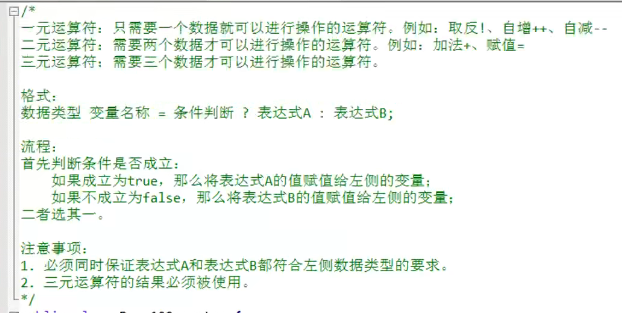 /*
一元运算符：只需要一个数据就可以进行操作的运算符。例如：取反!、自增++、自减--
二元运算符：需要两个数据才可以进行操作的运算符。例如：加法+、赋值=
三元运算符：需要三个数据才可以进行操作的运算符。
格式：
数据类型 变量名称 = 条件判断 ? 表达式A : 表达式B;
流程：
首先判断条件是否成立：
如果成立为true，那么将表达式A的值赋值给左侧的变量；
如果不成立为false，那么将表达式B的值赋值给左侧的变量；
二者选其一。
注意事项：
1. 必须同时保证表达式A和表达式B都符合左侧数据类型的要求。
2. 三元运算符的结果必须被使用。
*/